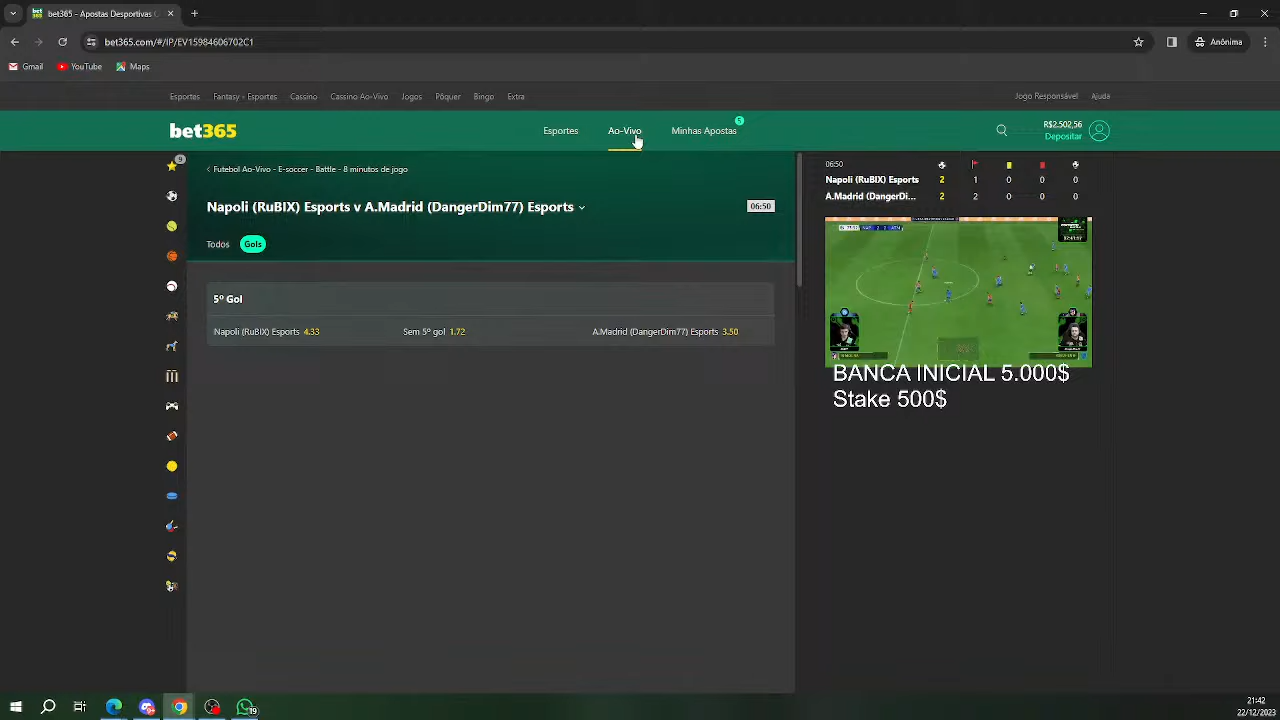 bet365 - Apostas Desportivas
bet365.com/#/IP/EV15984606702C1
Anônima
Gmail
YouTube
Maps
Esportes
Fantasy - Esportes
Cassino
Cassino Ao-Vivo
Jogos
Pôquer
Bingo
Extra
Jogo Responsável
Ajuda
bet365
Esportes
Ao-Vivo
Minhas Apostas
5
R$2.502,56
Depositar
9
Futebol Ao-Vivo - E-soccer - Battle - 8 minutos de jogo
Napoli (RuBIX) Esports v A.Madrid (DangerDim77) Esports
06:50
Todos
Gols
5º Gol
Napoli (RuBIX) Esports 4.33
Sem 5º gol 1.72
A.Madrid (DangerDim77) Esports 3.50
06:50
Napoli (RuBIX) Esports 2 1 0 0 0
A.Madrid (DangerDi... 2 2 0 0 0
BANCA INICIAL 5.000$
Stake 500$
19
21:42
22/12/2023